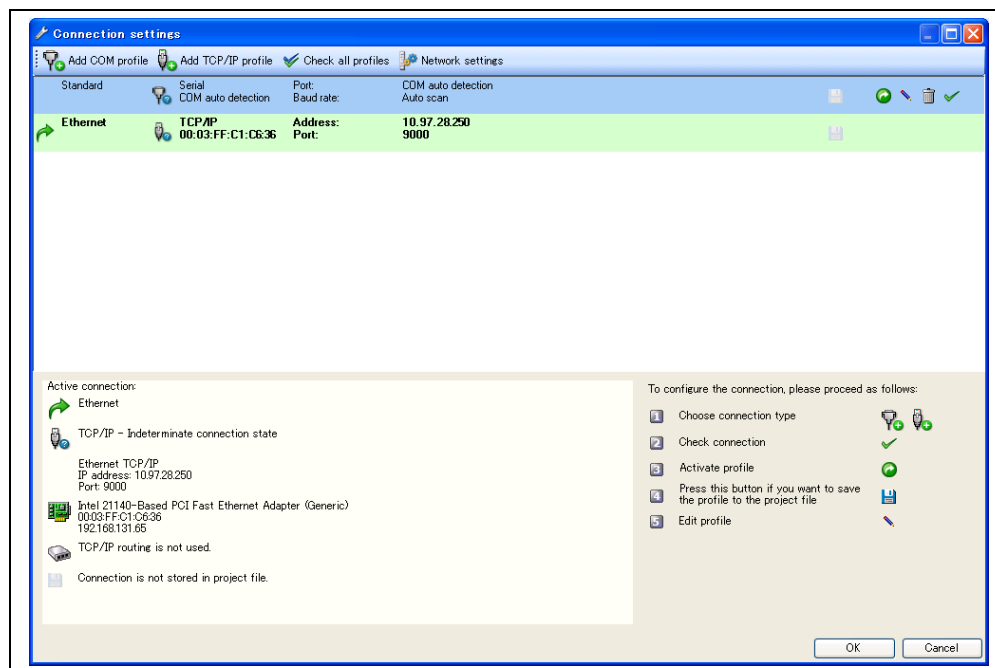 Connection settings
Add COM profile Add TCP/IP profile Check all profiles Network settings
Standard Serial Port: COM auto detection
COM auto detection Baud rate: Auto scan
Ethernet TCP/IP Address: 10.97.28.250
00:03:FF:C1:C6:36 Port: 9000
Active connection:
Ethernet
TCP/IP - Indeterminate connection state
Ethernet TCP/IP
IP address: 10.97.28.250
Port: 9000
Intel 21140-Based PCI Fast Ethernet Adapter (Generic)
00:03:FF:C1:C6:36
192.168.131.65
TCP/IP routing is not used.
Connection is not stored in project file.
To configure the connection, please proceed as follows:
1 Choose connection type
2 Check connection
3 Activate profile
4 Press this button if you want to save
the profile to the project file
5 Edit profile
OK Cancel